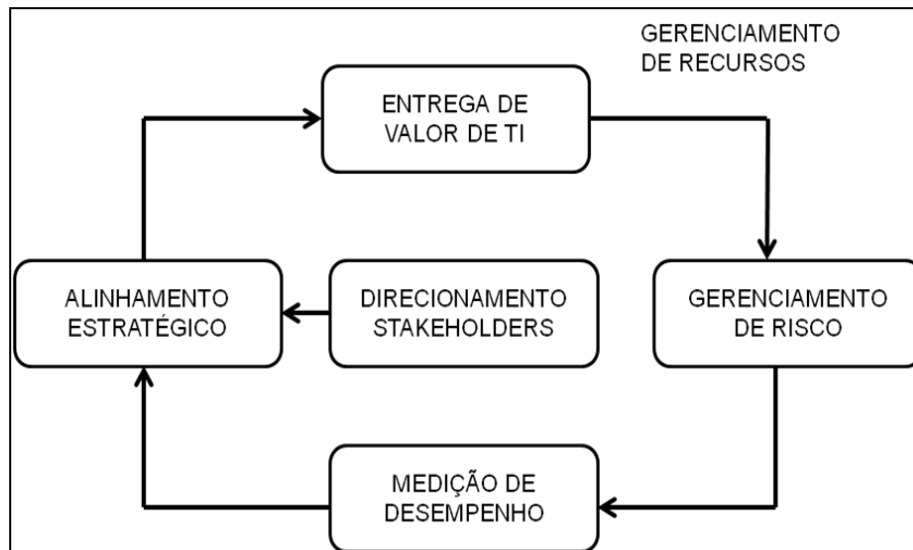 GERENCIAMENTO
DE RECURSOS
ENTREGA DE
VALOR DE TI
ALINHAMENTO
ESTRATÉGICO
DIRECIONAMENTO
STAKEHOLDERS
GERENCIAMENTO
DE RISCO
MEDIÇÃO DE
DESEMPENHO